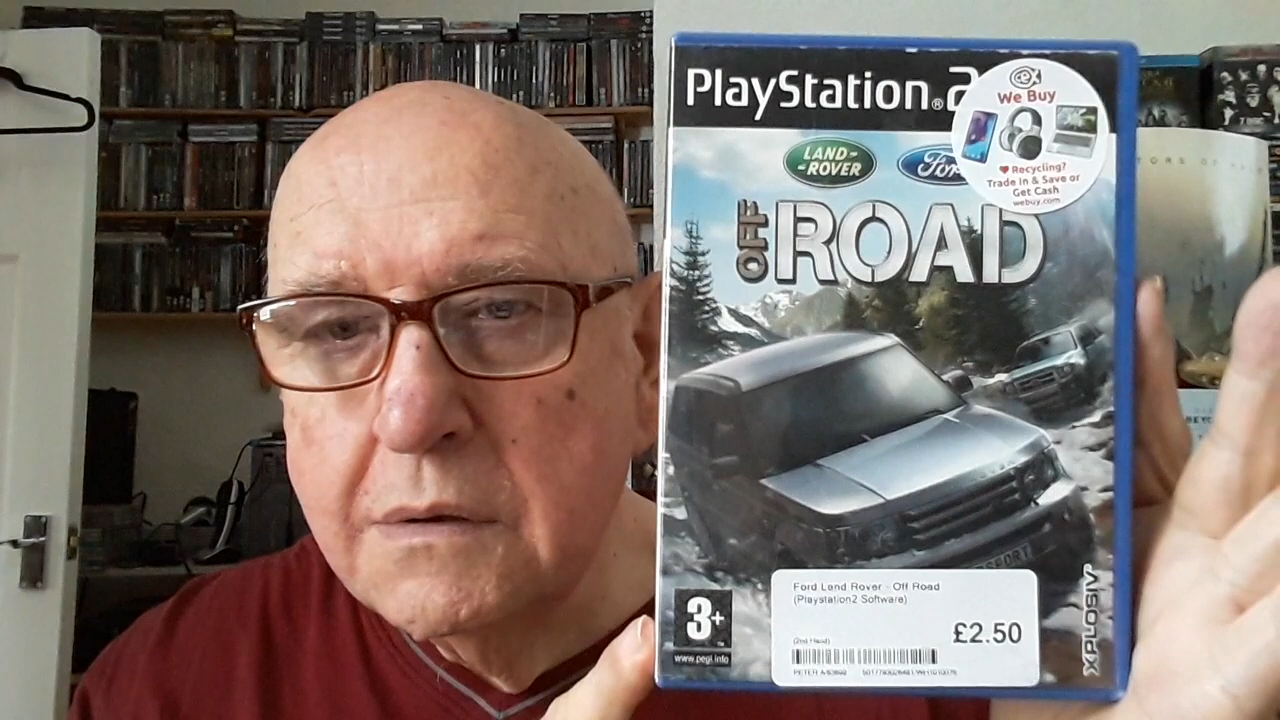 PlayStation®2
CeX
We Buy
Recycling?
Trade in & Save or
Get Cash
webuy.com
LAND-
-ROVER
Ford
OFF
ROAD
3+
www.pegi.info
XPLOSIV
Ford Land Rover - Off Road
(Playstation2 Software)
£2.50
(2nd Hand)